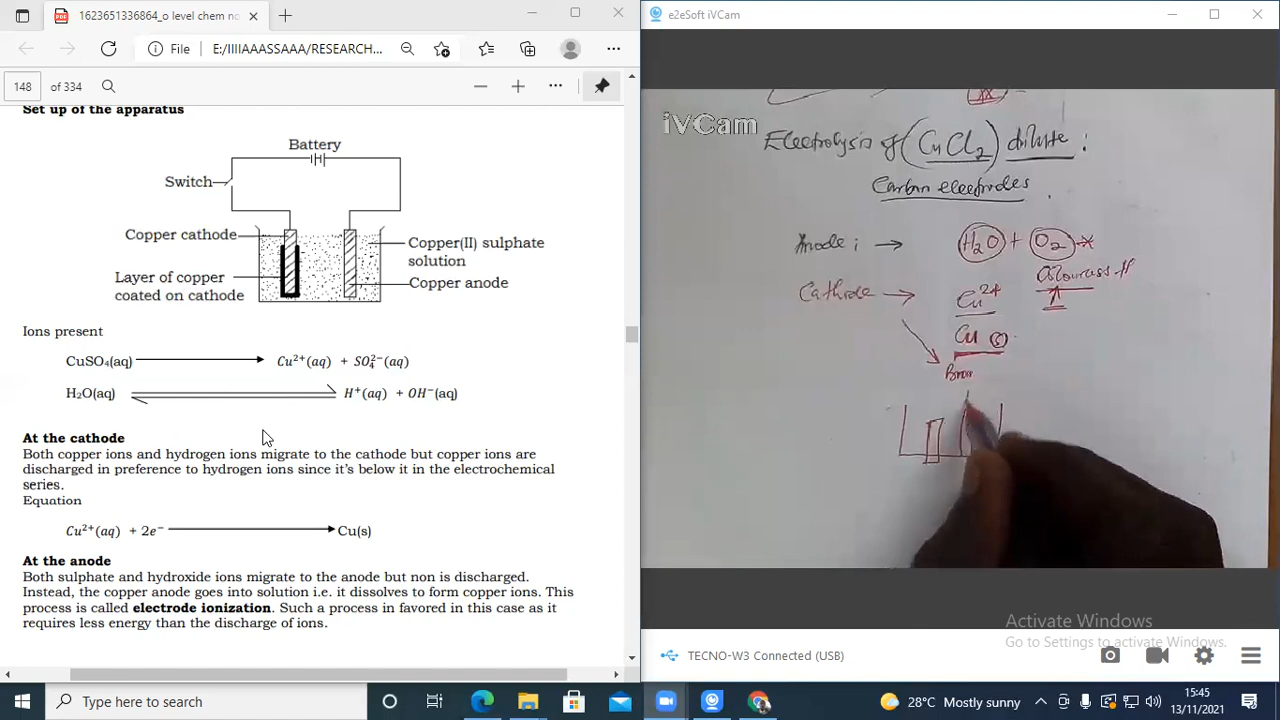 1623651336864_o level chem no
File
E:/IIIIAAASSAAA/RESEARCH...
148 of 334
Set up of the apparatus
Battery
Switch
Copper cathode
Layer of copper
coated on cathode
Copper(II) sulphate
solution
Copper anode
Ions present
CuSO₄(aq) Cu²⁺(aq) + SO₄²⁻(aq)
H₂O(aq) H⁺(aq) + OH⁻(aq)
At the cathode
Both copper ions and hydrogen ions migrate to the cathode but copper ions are
discharged in preference to hydrogen ions since it's below it in the electrochemical
series.
Equation
Cu²⁺(aq) + 2e⁻ Cu(s)
At the anode
Both sulphate and hydroxide ions migrate to the anode but non is discharged.
Instead, the copper anode goes into solution i.e. it dissolves to form copper ions. This
process is called electrode ionization. Such a process in favored in this case as it
requires less energy than the discharge of ions.
e2eSoft iVCam
iVCam
Electrolysis of (CuCl₂) dilute :
Carbon electrodes
Anode ; → H₂O + O₂
Cathode → Cu²⁺
Cu (s)
Brow
Activate Windows
Go to Settings to activate Windows.
TECNO-W3 Connected (USB)
Type here to search
28°C Mostly sunny
15:45
13/11/2021